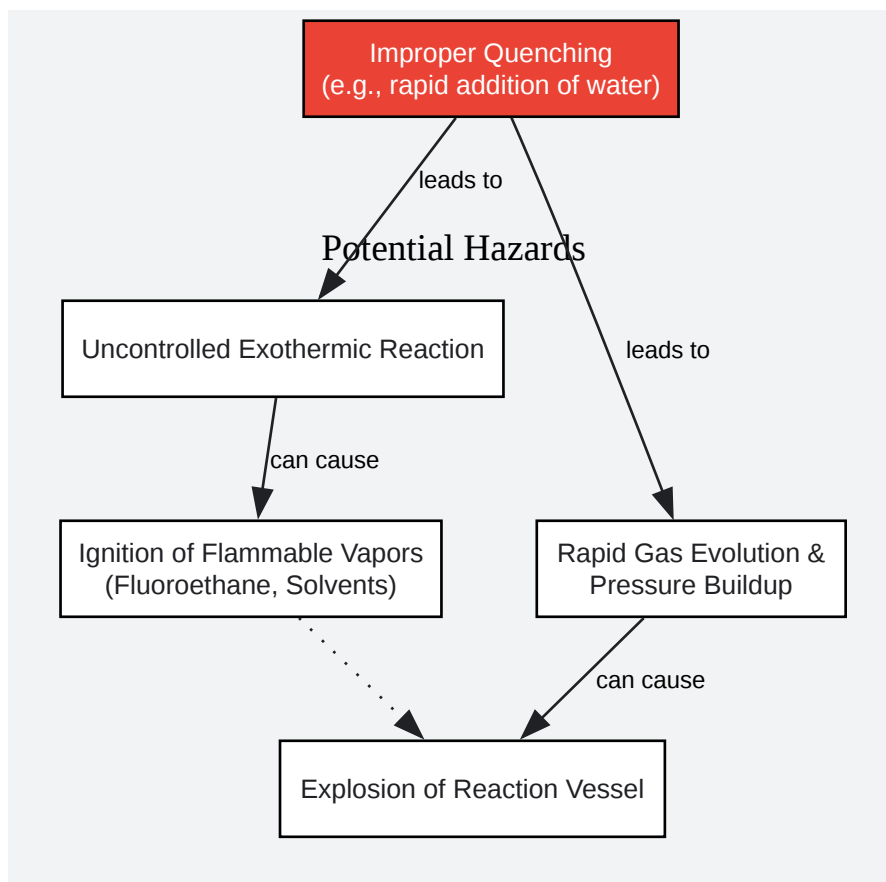 Improper Quenching
(e.g., rapid addition of water)
leads to
Potential Hazards
Uncontrolled Exothermic Reaction
leads to
can cause
Ignition of Flammable Vapors
(Fluoroethane, Solvents)
Rapid Gas Evolution &
Pressure Buildup
can cause
Explosion of Reaction Vessel